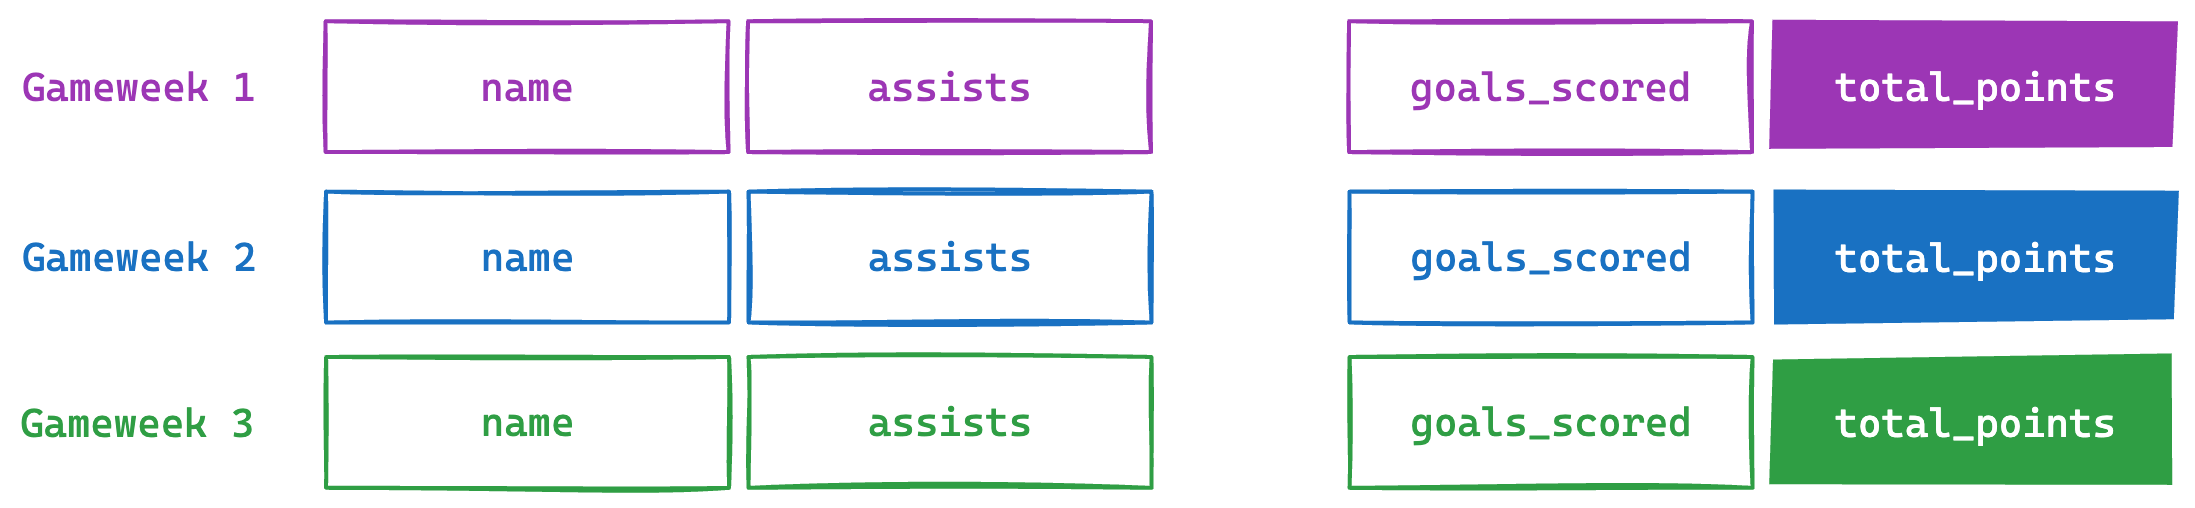 Gameweek 1 name assists goals_scored total_points
Gameweek 2 name assists goals_scored total_points
Gameweek 3 name assists goals_scored total_points